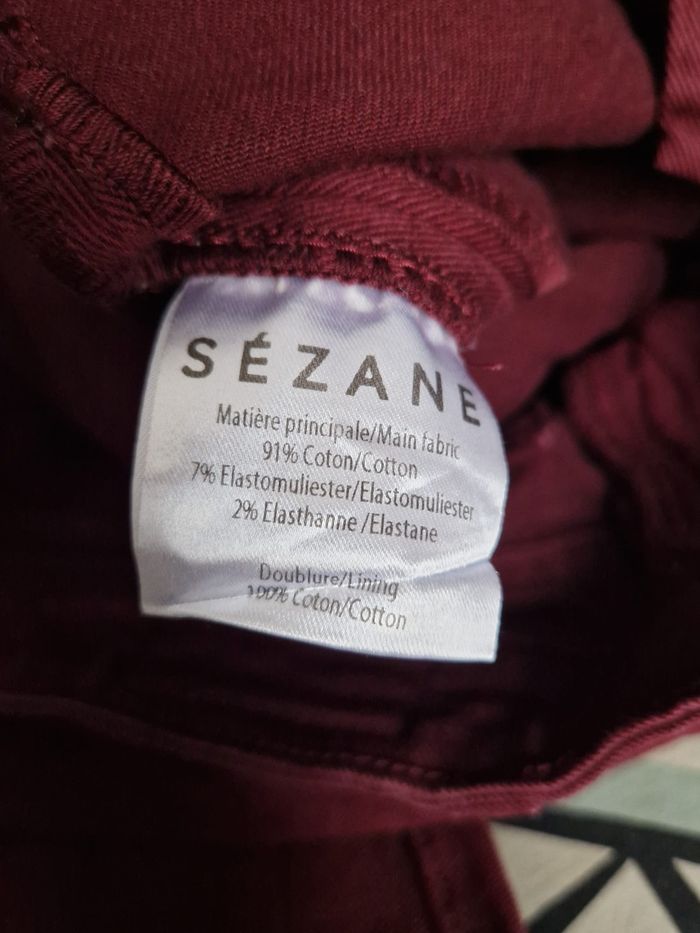 SÉZANE
Matière principale/Main fabric
91% Coton/Cotton
7% Elastomuliester/Elastomuliester
2% Elasthanne /Elastane
Doublure/Lining
100% Coton/Cotton